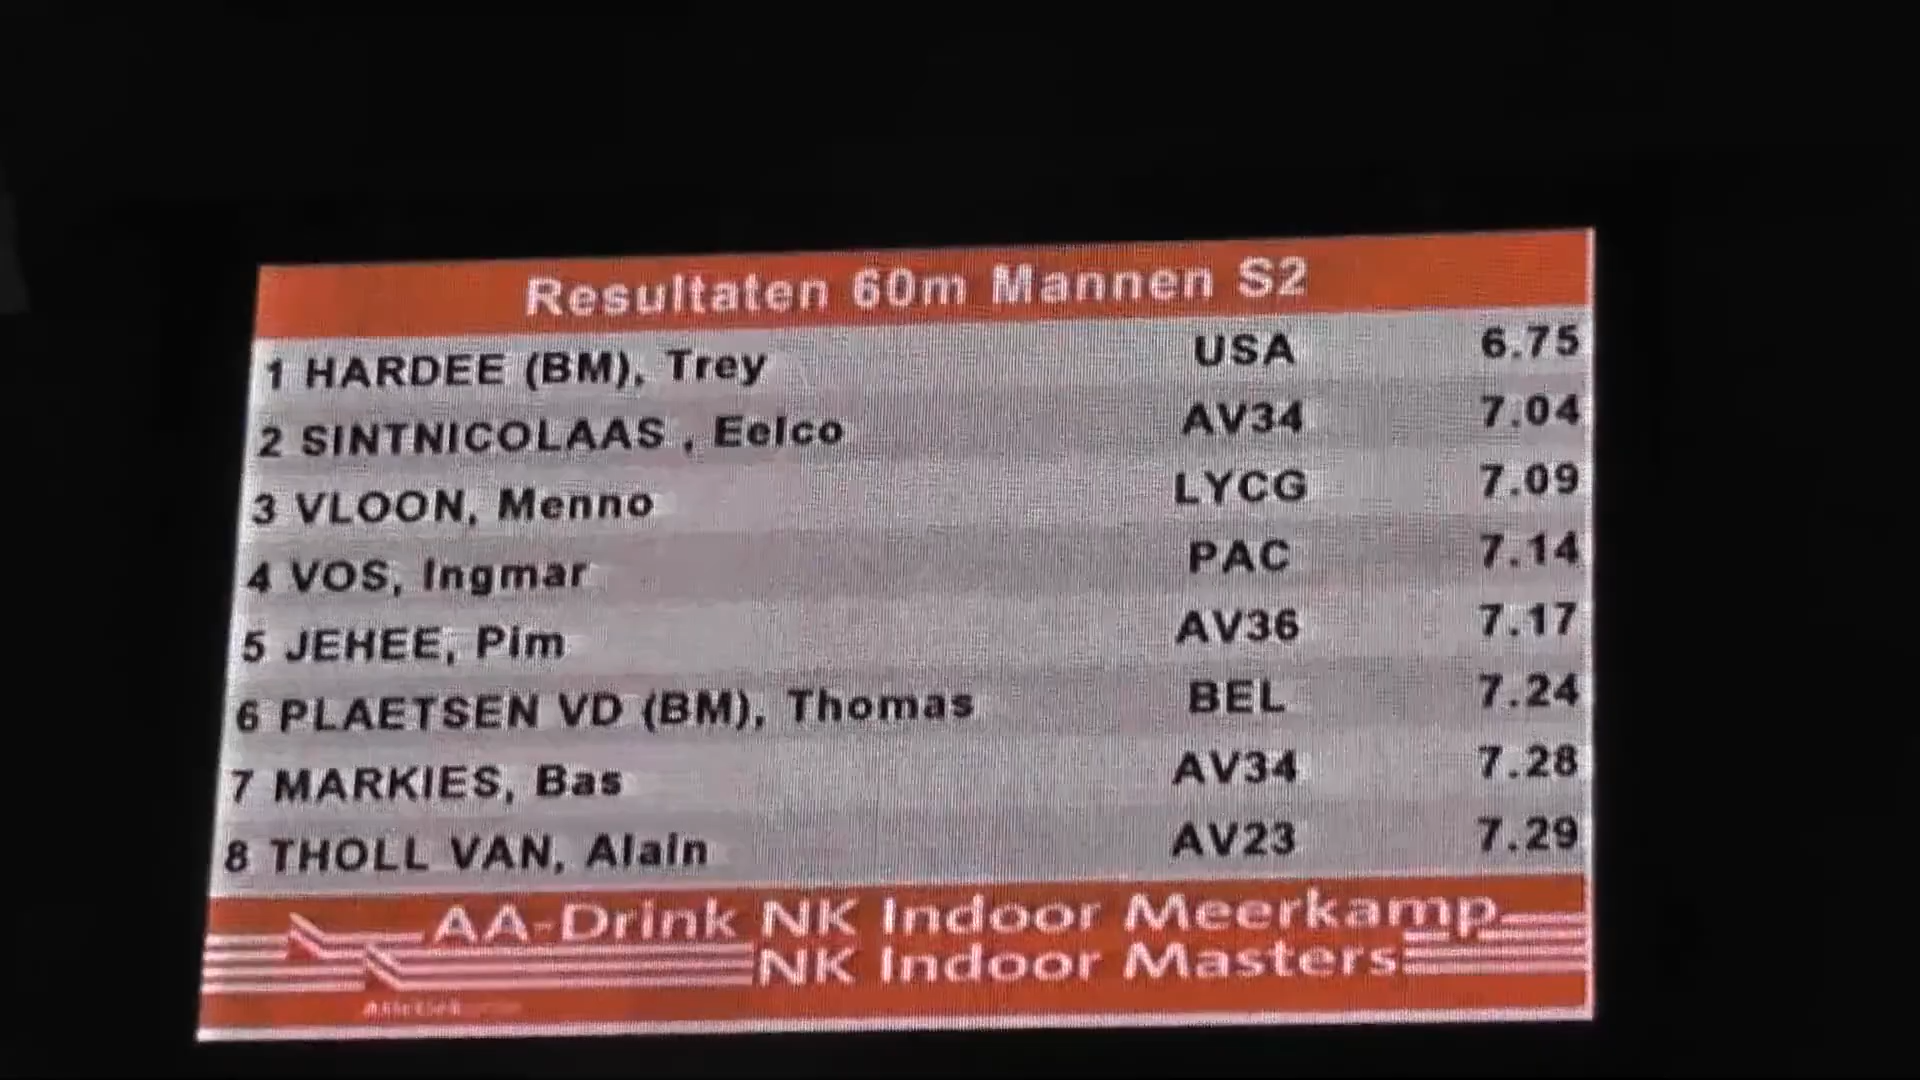 Resultaten 60m Mannen S2
1 HARDEE (BM), Trey USA 6.75
2 SINTNICOLAAS , Eelco AV34 7.04
3 VLOON, Menno LYCG 7.09
4 VOS, Ingmar PAC 7.14
5 JEHEE, Pim AV36 7.17
6 PLAETSEN VD (BM), Thomas BEL 7.24
7 MARKIES, Bas AV34 7.28
8 THOLL VAN, Alain AV23 7.29
AA-Drink NK Indoor Meerkamp
NK Indoor Masters